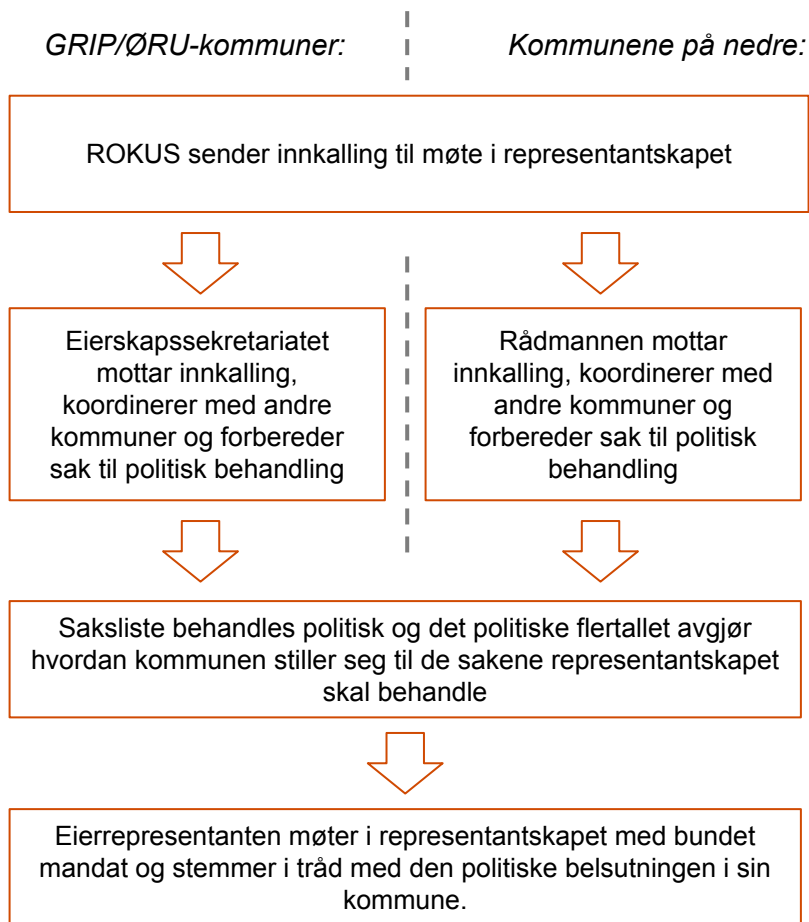 GRIP/ØRU-kommuner:
Kommunene på nedre:
ROKUS sender innkalling til møte i representantskapet
Eierskapssekretariatet
mottar innkalling,
koordinerer med andre
kommuner og forbereder
sak til politisk behandling
Rådmannen mottar
innkalling, koordinerer med
andre kommuner og
forbereder sak til politisk
behandling
Saksliste behandles politisk og det politiske flertallet avgjør
hvordan kommunen stiller seg til de sakene representantskapet
skal behandle
Eierrepresentanten møter i representantskapet med bundet
mandat og stemmer i tråd med den politiske belsutningen i sin
kommune.